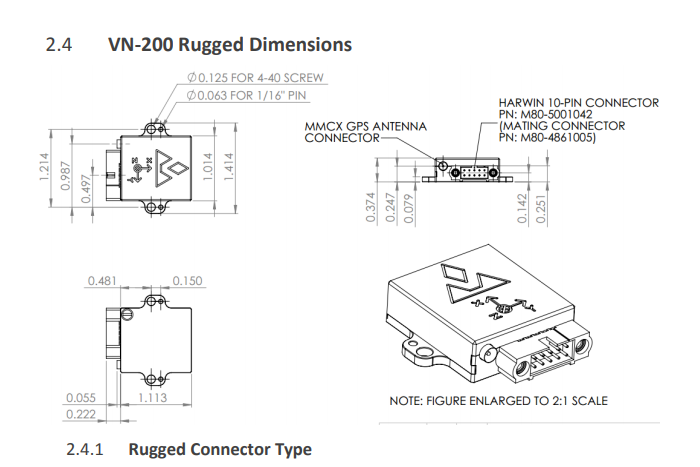 2.4 VN-200 Rugged Dimensions
∅0.125 FOR 4-40 SCREW
∅0.063 FOR 1/16" PIN
1.214
0.987
0.497
N X
1.014
1.414
MMCX GPS ANTENNA
CONNECTOR
HARWIN 10-PIN CONNECTOR
PN: M80-5001042
(MATING CONNECTOR
PN: M80-4861005)
0.374
0.247
0.079
0.142
0.251
0.481
0.150
0.055
1.113
0.222
NOTE: FIGURE ENLARGED TO 2:1 SCALE
2.4.1 Rugged Connector Type